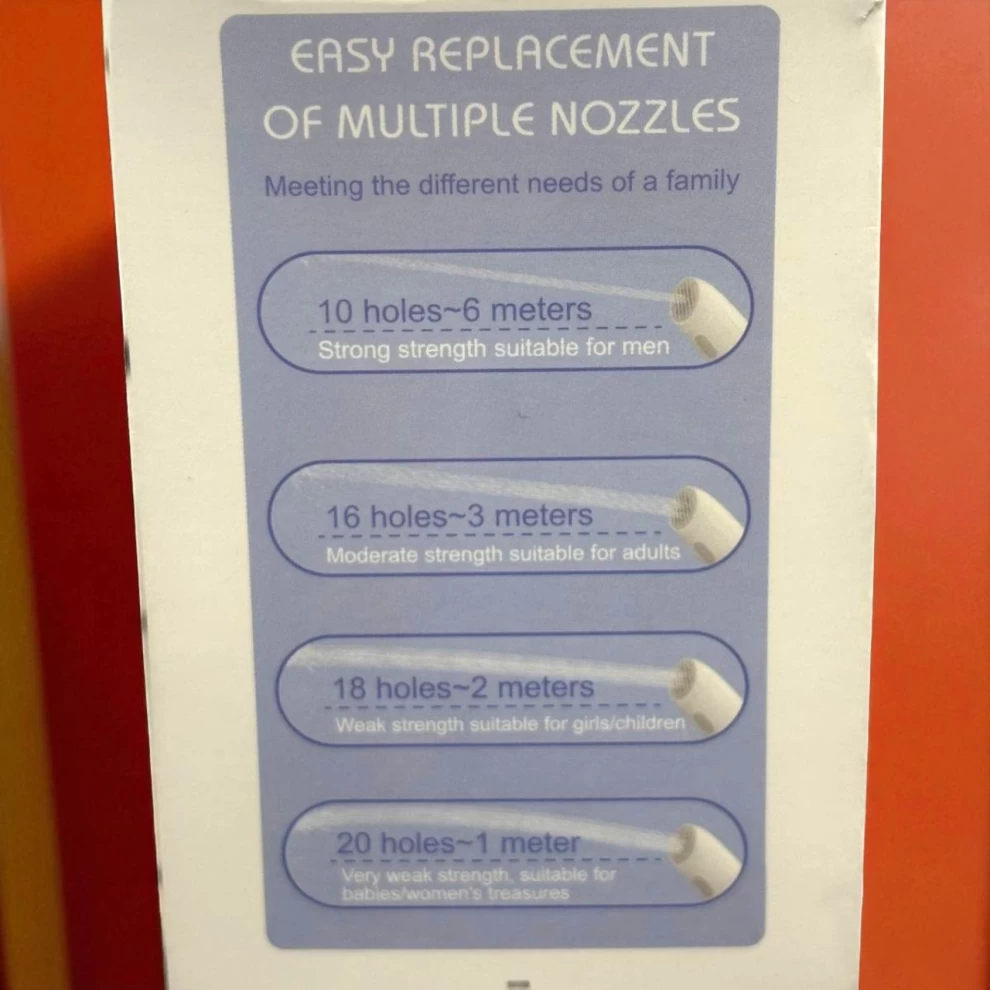 EASY REPLACEMENT
OF MULTIPLE NOZZLES
Meeting the different needs of a family
10 holes~6 meters
Strong strength suitable for men
16 holes~3 meters
Moderate strength suitable for adults
18 holes~2 meters
Weak strength suitable for girls/children
20 holes~1 meter
Very weak strength, suitable for
babies/women's treasures